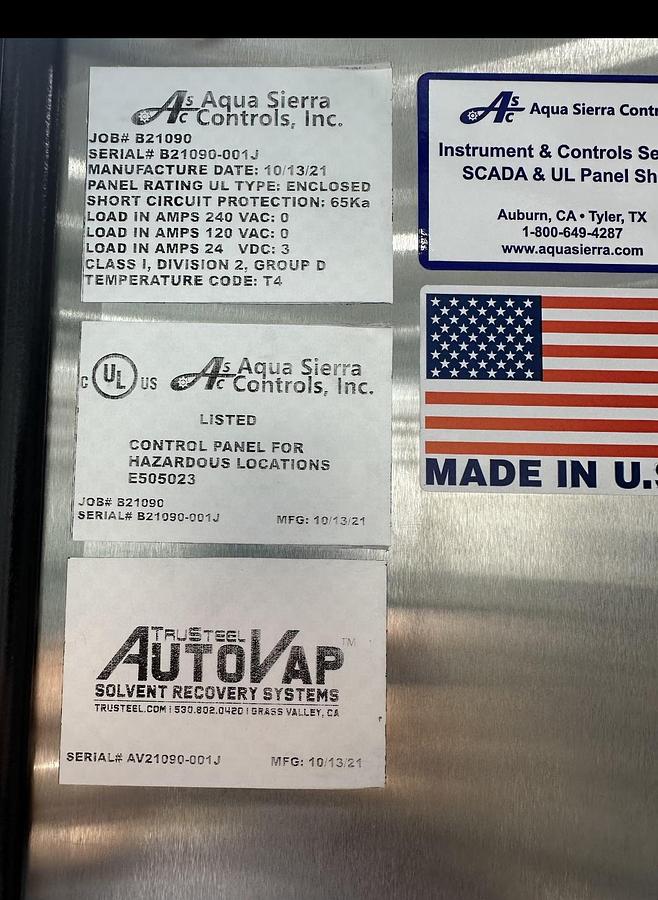 Aqua Sierra
Controls, Inc.
JOB# B21090
SERIAL# B21090-001J
MANUFACTURE DATE: 10/13/21
PANEL RATING UL TYPE: ENCLOSED
SHORT CIRCUIT PROTECTION: 65Ka
LOAD IN AMPS 240 VAC: 0
LOAD IN AMPS 120 VAC: 0
LOAD IN AMPS 24 VDC: 3
CLASS I, DIVISION 2, GROUP D
TEMPERATURE CODE: T4
C UL US
Aqua Sierra
Controls, Inc.
LISTED
CONTROL PANEL FOR
HAZARDOUS LOCATIONS
E505023
JOB# B21090
SERIAL# B21090-001J MFG: 10/13/21
TRUSTEEL
AUTOVAP TM
SOLVENT RECOVERY SYSTEMS
TRUSTEEL.COM | 530.802.0420 | GRASS VALLEY, CA
SERIAL# AV21090-001J MFG: 10/13/21
ASC Aqua Sierra Contr
Instrument & Controls Se
SCADA & UL Panel Sh
Auburn, CA • Tyler, TX
1-800-649-4287
www.aquasierra.com
MADE IN U.S